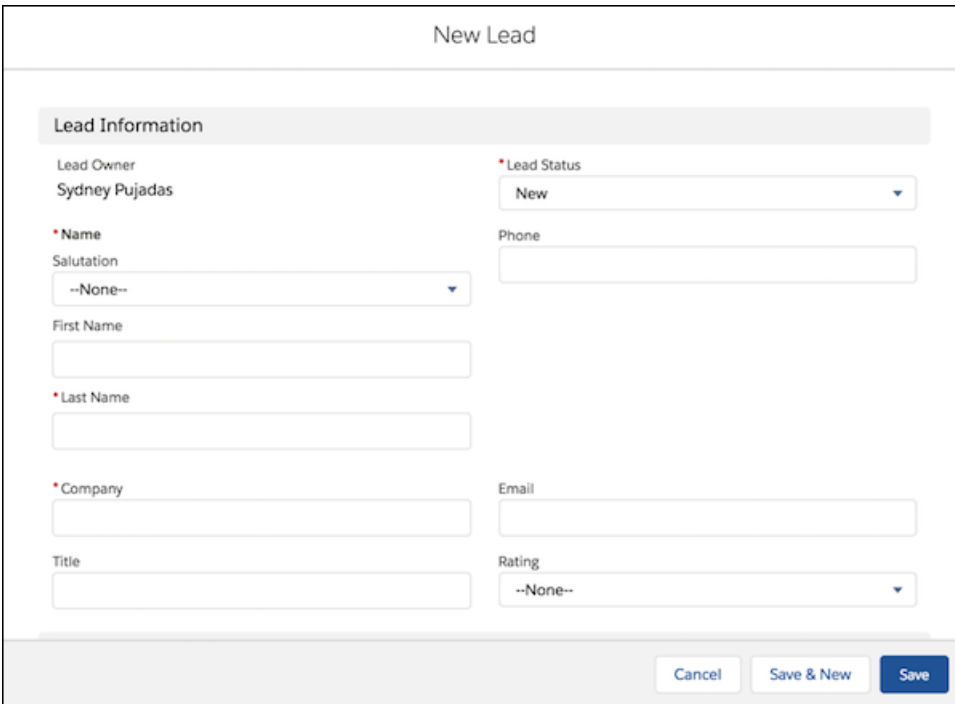 New Lead
Lead Information
Lead Owner
Sydney Pujadas
*Lead Status
New
*Name
Salutation
--None--
Phone
First Name
*Last Name
*Company
Email
Title
Rating
--None--
Cancel
Save & New
Save